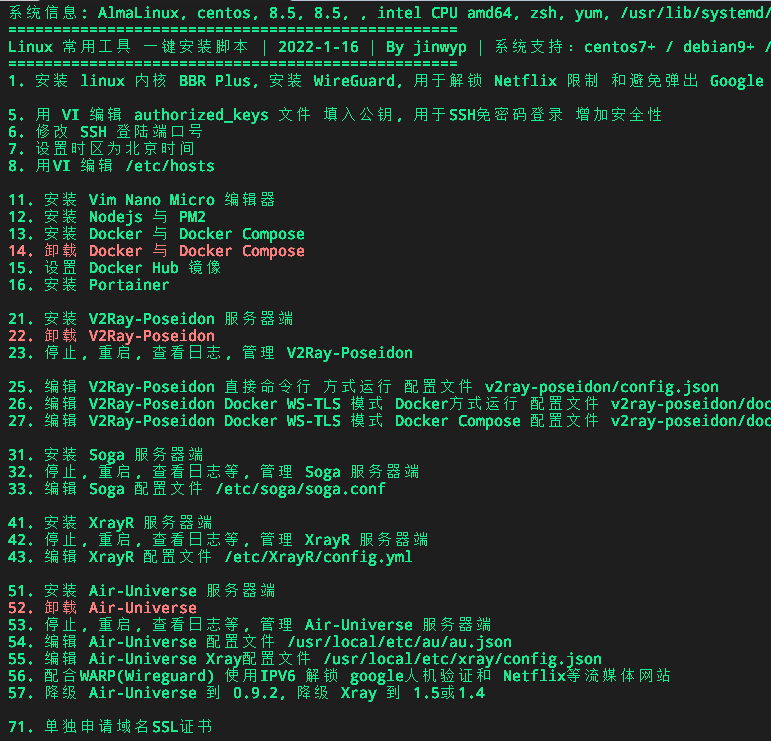 系统信息: AlmaLinux, centos, 8.5, 8.5, , intel CPU amd64, zsh, yum, /usr/lib/systemd/
==================================================
Linux 常用工具 一键安装脚本 | 2022-1-16 | By jinwyp | 系统支持: centos7+ / debian9+ /
==================================================
1. 安装 linux 内核 BBR Plus, 安装 WireGuard, 用于解锁 Netflix 限制 和避免弹出 Google
5. 用 VI 编辑 authorized_keys 文件 填入公钥, 用于SSH免密码登录 增加安全性
6. 修改 SSH 登陆端口号
7. 设置时区为北京时间
8. 用VI 编辑 /etc/hosts
11. 安装 Vim Nano Micro 编辑器
12. 安装 Nodejs 与 PM2
13. 安装 Docker 与 Docker Compose
14. 卸载 Docker 与 Docker Compose
15. 设置 Docker Hub 镜像
16. 安装 Portainer
21. 安装 V2Ray-Poseidon 服务器端
22. 卸载 V2Ray-Poseidon
23. 停止, 重启, 查看日志, 管理 V2Ray-Poseidon
25. 编辑 V2Ray-Poseidon 直接命令行 方式运行 配置文件 v2ray-poseidon/config.json
26. 编辑 V2Ray-Poseidon Docker WS-TLS 模式 Docker方式运行 配置文件 v2ray-poseidon/doc
27. 编辑 V2Ray-Poseidon Docker WS-TLS 模式 Docker Compose 配置文件 v2ray-poseidon/doc
31. 安装 Soga 服务器端
32. 停止, 重启, 查看日志等, 管理 Soga 服务器端
33. 编辑 Soga 配置文件 /etc/soga/soga.conf
41. 安装 XrayR 服务器端
42. 停止, 重启, 查看日志等, 管理 XrayR 服务器端
43. 编辑 XrayR 配置文件 /etc/XrayR/config.yml
51. 安装 Air-Universe 服务器端
52. 卸载 Air-Universe
53. 停止, 重启, 查看日志等, 管理 Air-Universe 服务器端
54. 编辑 Air-Universe 配置文件 /usr/local/etc/au/au.json
55. 编辑 Air-Universe Xray配置文件 /usr/local/etc/xray/config.json
56. 配合WARP(Wireguard) 使用IPV6 解锁 google人机验证和 Netflix等流媒体网站
57. 降级 Air-Universe 到 0.9.2, 降级 Xray 到 1.5或1.4
71. 单独申请域名SSL证书